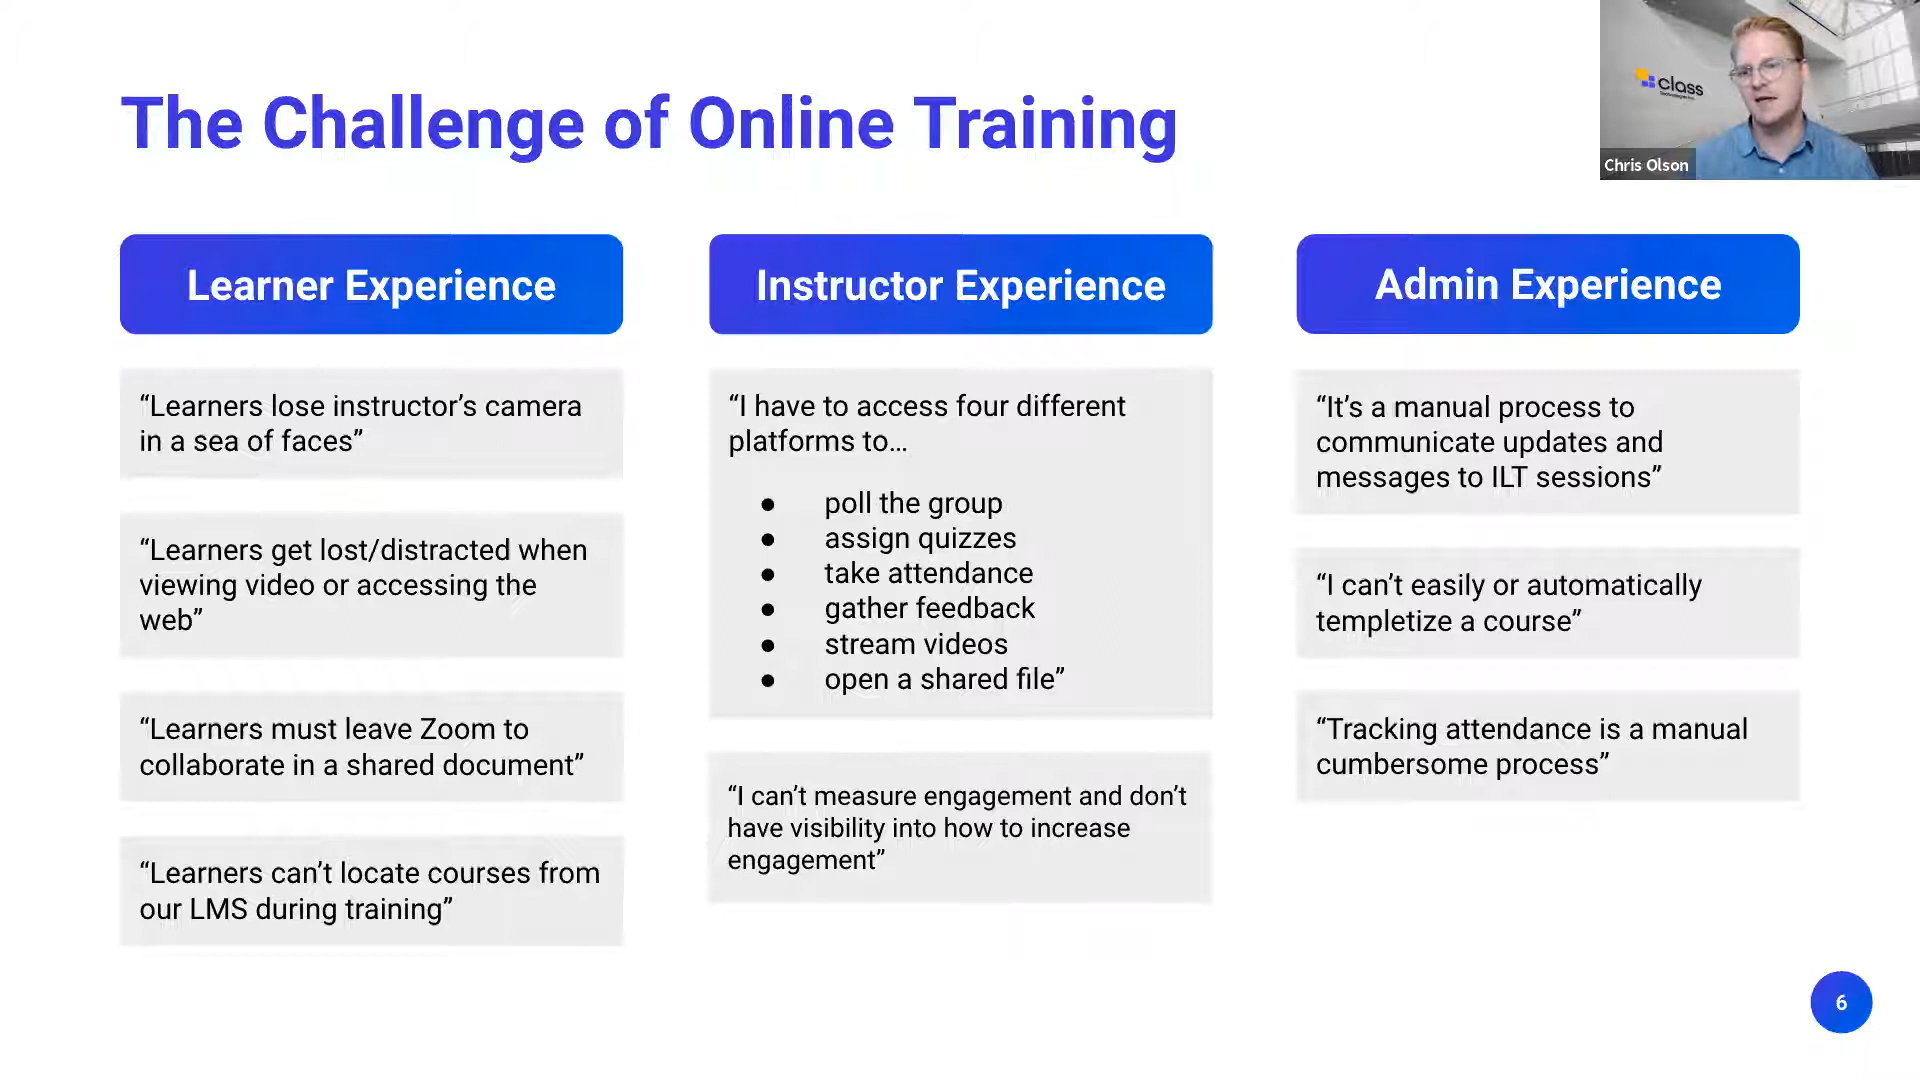 The Challenge of Online Training
class
Chris Olson
Learner Experience
“Learners lose instructor’s camera
in a sea of faces”
“Learners get lost/distracted when
viewing video or accessing the
web”
“Learners must leave Zoom to
collaborate in a shared document”
“Learners can’t locate courses from
our LMS during training”
Instructor Experience
“I have to access four different
platforms to…
● poll the group
● assign quizzes
● take attendance
● gather feedback
● stream videos
● open a shared file”
“I can’t measure engagement and don’t
have visibility into how to increase
engagement”
Admin Experience
“It’s a manual process to
communicate updates and
messages to ILT sessions”
“I can’t easily or automatically
templetize a course”
“Tracking attendance is a manual
cumbersome process”
6